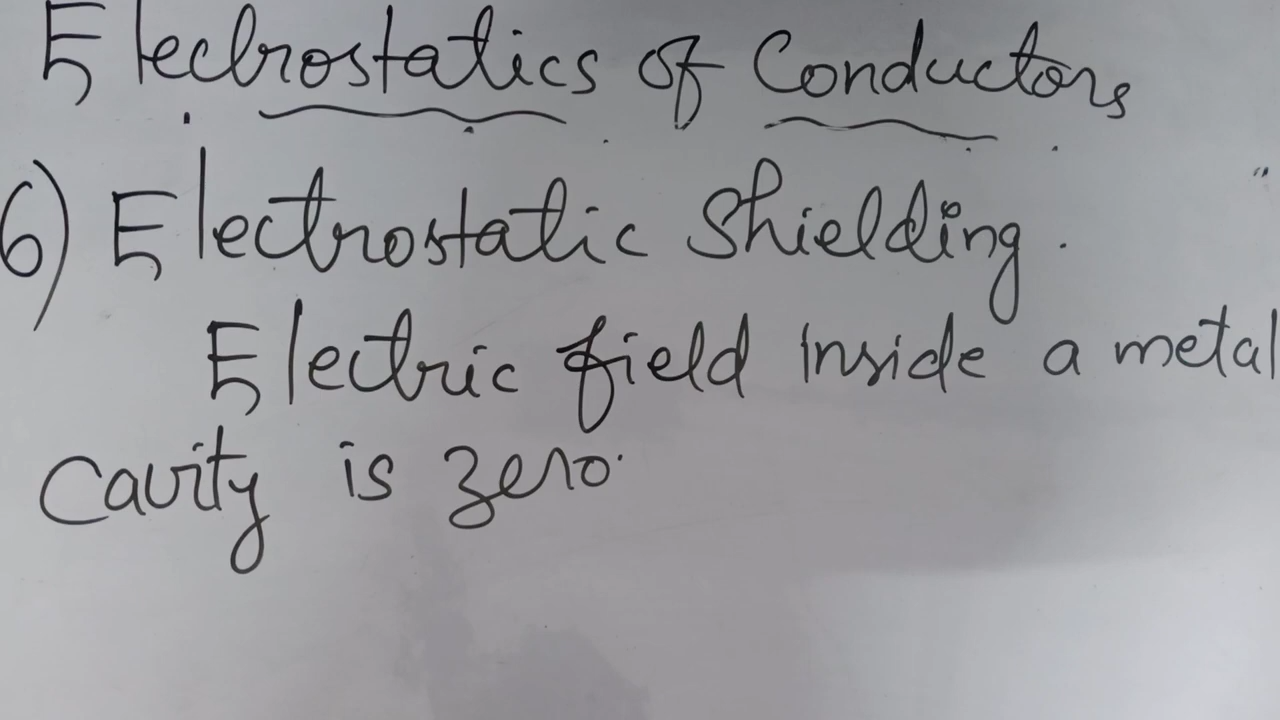 Electrostatics of Conductors
6) Electrostatic Shielding.
Electric field inside a metal
cavity is zero.